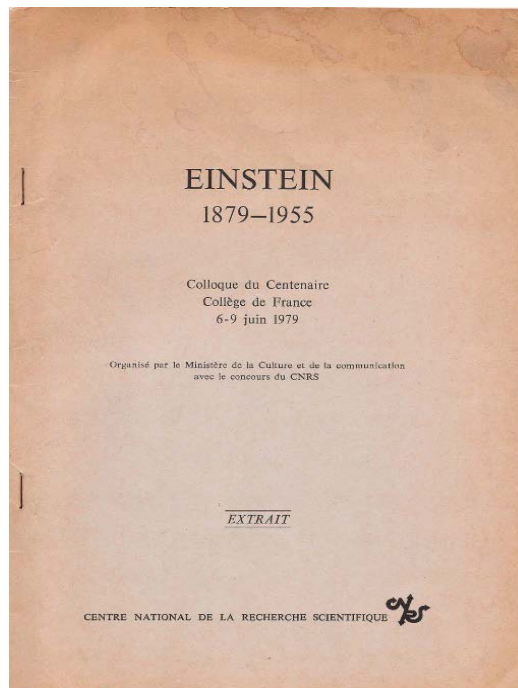 EINSTEIN
1879—1955
Colloque du Centenaire
Collège de France
6-9 juin 1979
Organisé par le Ministère de la Culture et de la communication
avec le concours du CNRS
EXTRAIT
CENTRE NATIONAL DE LA RECHERCHE SCIENTIFIQUE